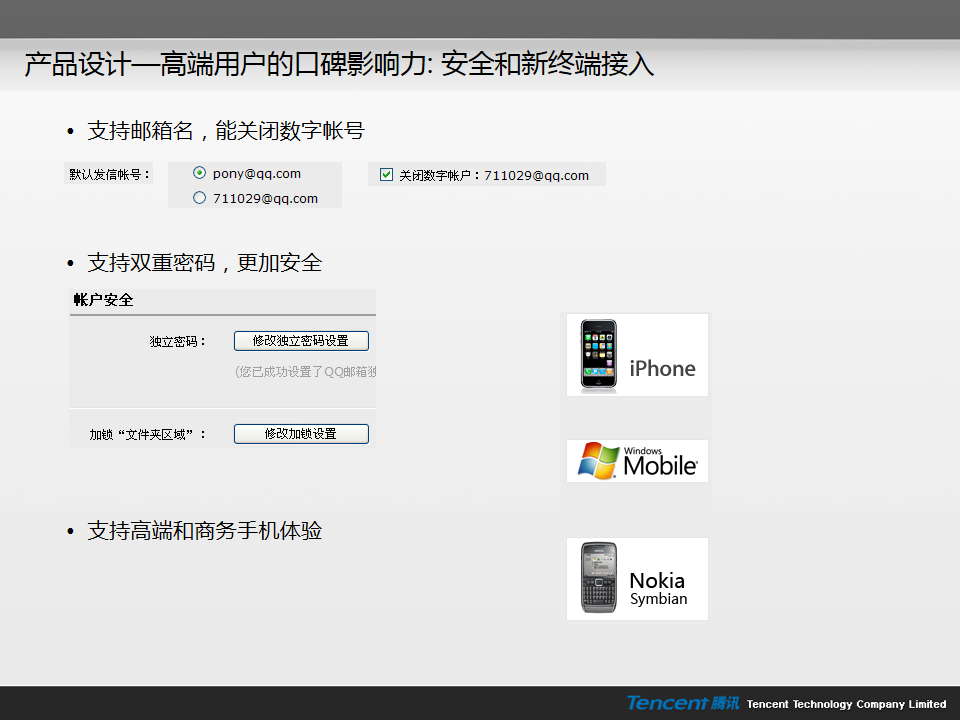 产品设计—高端用户的口碑影响力: 安全和新终端接入
• 支持邮箱名，能关闭数字帐号
默认发信帐号：
pony@qq.com
711029@qq.com
关闭数字帐户：711029@qq.com
• 支持双重密码，更加安全
帐户安全
独立密码：
修改独立密码设置
(您已成功设置了QQ邮箱独
加锁“文件夹区域”：
修改加锁设置
iPhone
Windows
Mobile
• 支持高端和商务手机体验
Nokia
Symbian
Tencent 腾讯 Tencent Technology Company Limited